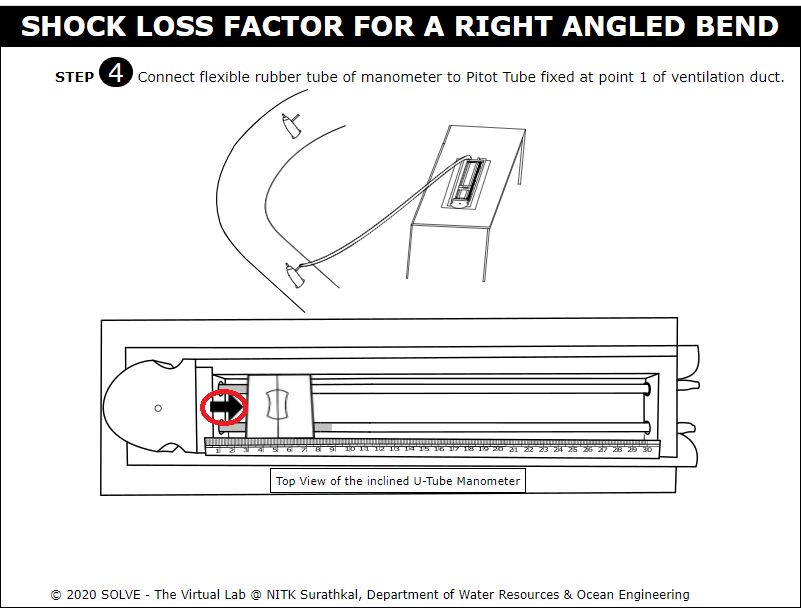 SHOCK LOSS FACTOR FOR A RIGHT ANGLED BEND
STEP 4 Connect flexible rubber tube of manometer to Pitot Tube fixed at point 1 of ventilation duct.
1 2 3 4 5 6 7 8 9 10 11 12 13 14 15 16 17 18 19 20 21 22 23 24 25 26 27 28 29 30
Top View of the inclined U-Tube Manometer
© 2020 SOLVE - The Virtual Lab @ NITK Surathkal, Department of Water Resources & Ocean Engineering